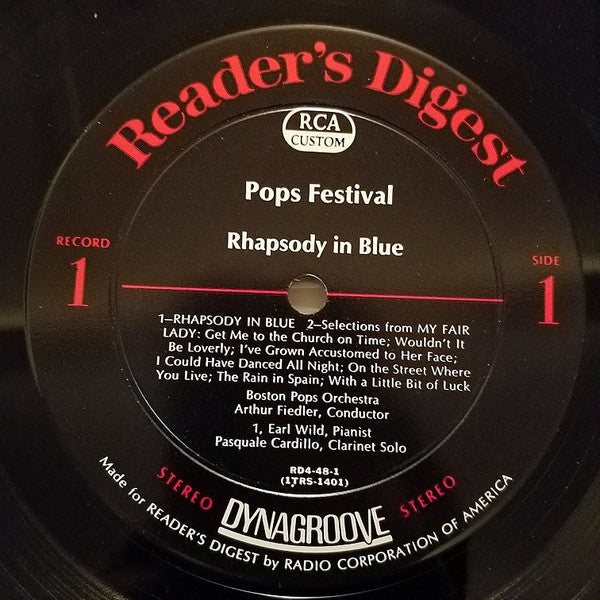 Reader's Digest
RCA
CUSTOM
Pops Festival
Rhapsody in Blue
RECORD
1
SIDE
1
1—RHAPSODY IN BLUE 2—Selections from MY FAIR
LADY: Get Me to the Church on Time; Wouldn't It
Be Loverly; I've Grown Accustomed to Her Face;
I Could Have Danced All Night; On the Street Where
You Live; The Rain in Spain; With a Little Bit of Luck
Boston Pops Orchestra
Arthur Fiedler, Conductor
1, Earl Wild, Pianist
Pasquale Cardillo, Clarinet Solo
RD4-48-1
(1TRS-1401)
STEREO
DYNAGROOVE
STEREO
Made for READER'S DIGEST by RADIO CORPORATION OF AMERICA